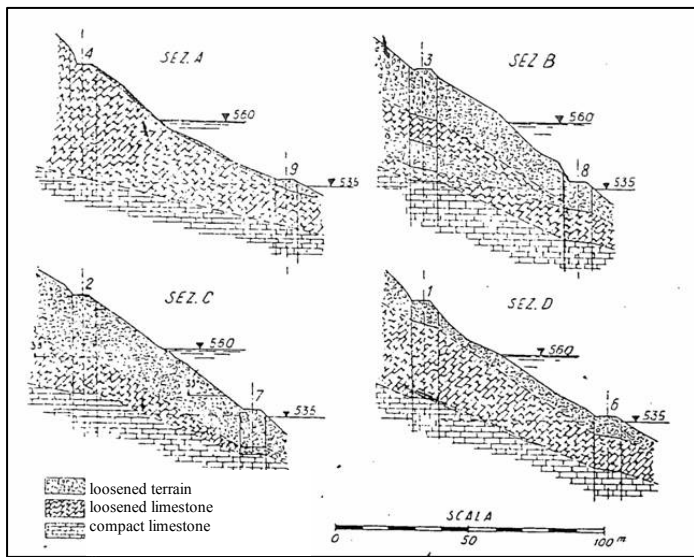 SEZ. A
4
560
9
535
SEZ B
3
560
8
535
SEZ. C
2
560
7
535
SEZ. D
1
560
6
535
loosened terrain
loosened limestone
compact limestone
SCALA
0 50 100 m